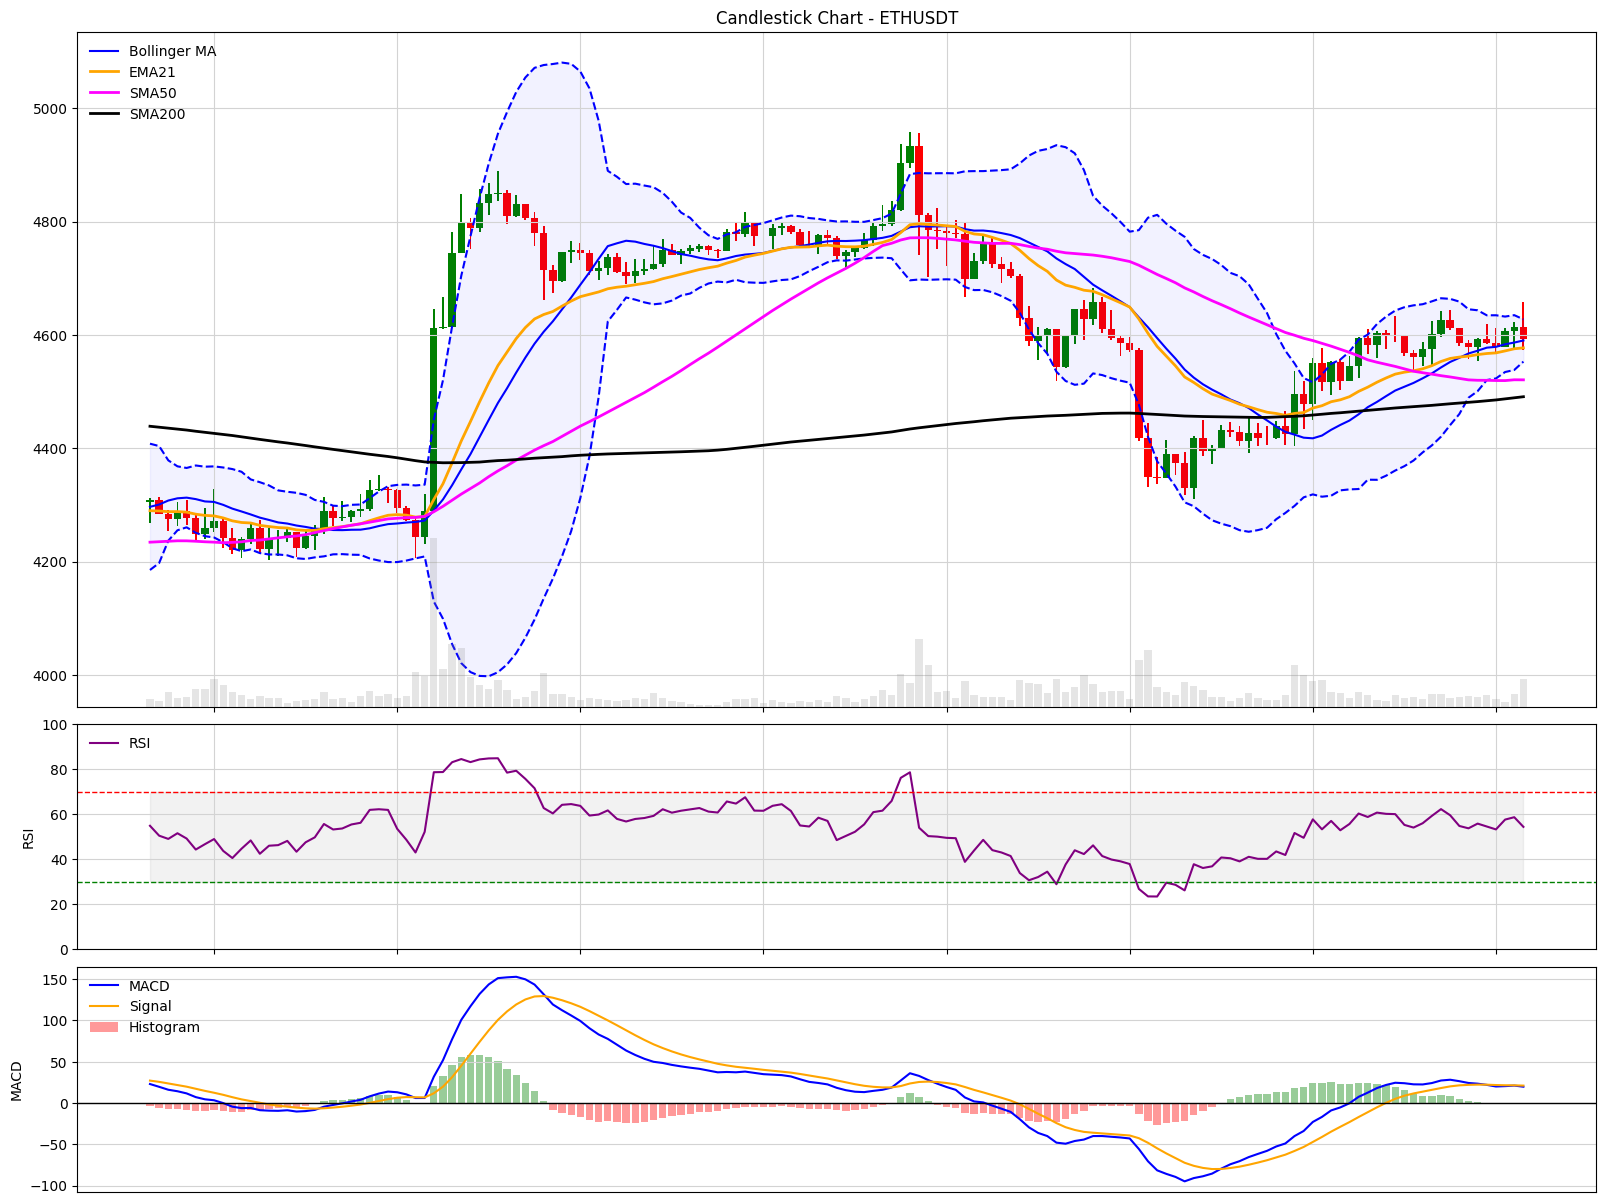 Candlestick Chart - ETHUSDT
Bollinger MA
EMA21
SMA50
SMA200
5000
4800
4600
4400
4200
4000
RSI
100
80
60
40
20
0
RSI
MACD
Signal
Histogram
150
100
50
0
−50
−100
MACD